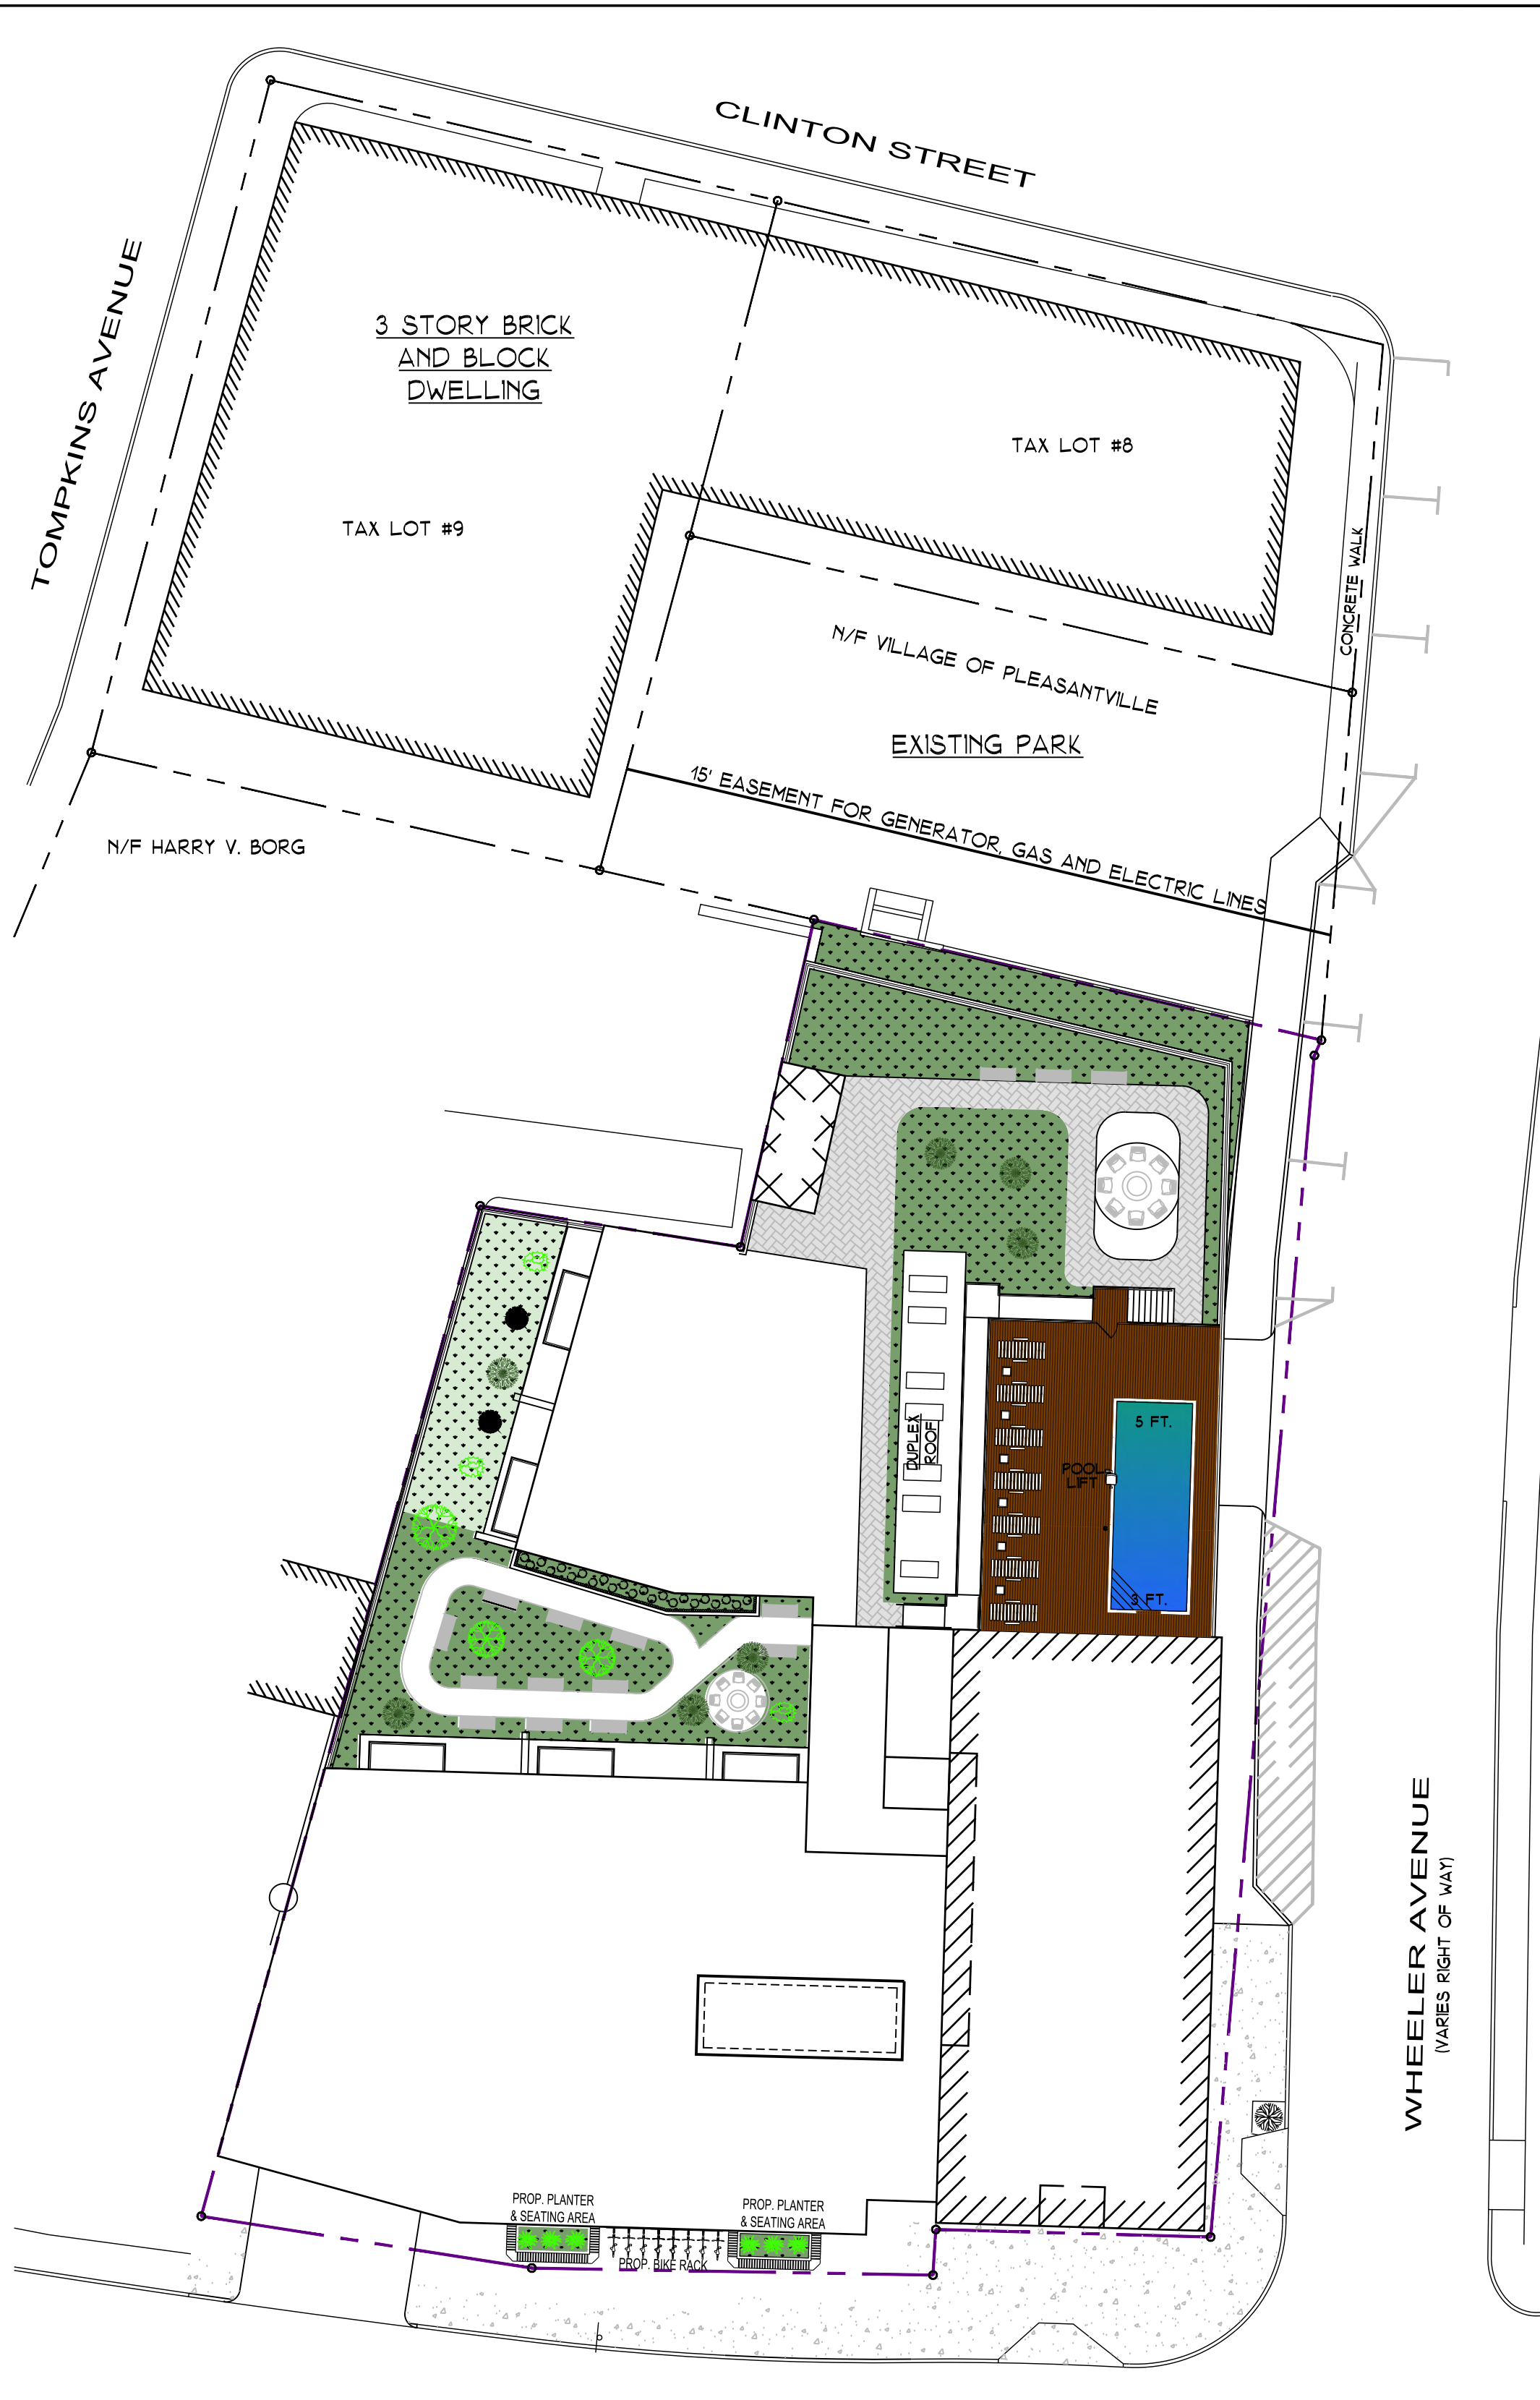 CLINTON STREET
TOMPKINS AVENUE
3 STORY BRICK
AND BLOCK
DWELLING
TAX LOT #8
TAX LOT #9
CONCRETE WALK
N/F VILLAGE OF PLEASANTVILLE
EXISTING PARK
15' EASEMENT FOR GENERATOR, GAS AND ELECTRIC LINES
N/F HARRY V. BORG
DUPLEX
ROOF
5 FT.
POOL
LIFT
3 FT.
WHEELER AVENUE
(VARIES RIGHT OF WAY)
PROP. PLANTER
& SEATING AREA
PROP. PLANTER
& SEATING AREA
PROP. BIKE RACK